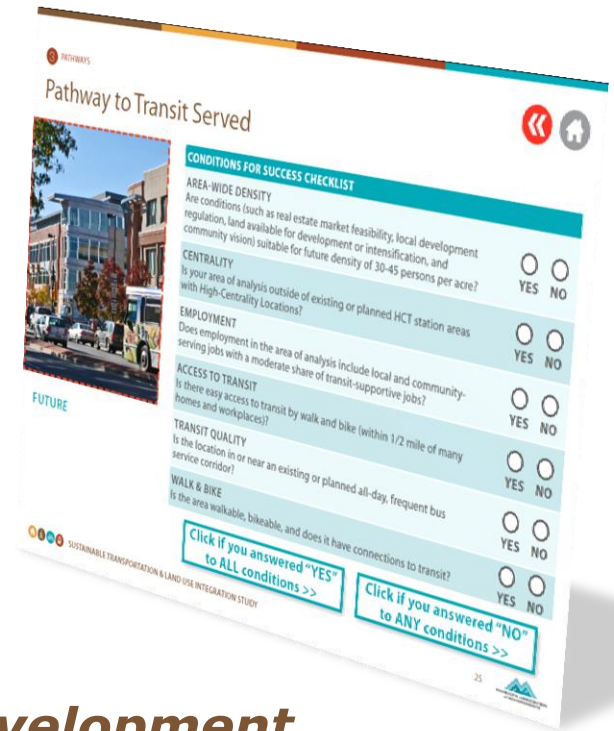 3 PATHWAYS
Pathway to Transit Served
CONDITIONS FOR SUCCESS CHECKLIST
AREA-WIDE DENSITY
Are conditions (such as real estate market feasibility, local development
regulation, land available for development or intensification, and
community vision) suitable for future density of 30-45 persons per acre?
YES NO
CENTRALITY
Is your area of analysis outside of existing or planned HCT station areas
with High-Centrality Locations?
YES NO
EMPLOYMENT
Does employment in the area of analysis include local and community-
serving jobs with a moderate share of transit-supportive jobs?
YES NO
ACCESS TO TRANSIT
Is there easy access to transit by walk and bike (within 1/2 mile of many
homes and workplaces)?
YES NO
TRANSIT QUALITY
Is the location in or near an existing or planned all-day, frequent bus
service corridor?
YES NO
WALK & BIKE
Is the area walkable, bikeable, and does it have connections to transit?
YES NO
FUTURE
Click if you answered "YES"
to ALL conditions >>
Click if you answered "NO"
to ANY conditions >>
SUSTAINABLE TRANSPORTATION & LAND USE INTEGRATION STUDY
25